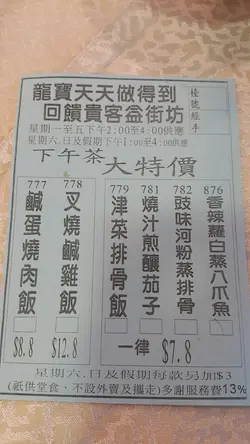 檯號
經手
龍寶天天做得到
回饋貴客益街坊
星期一至五下午2:00至4:00供應
星期六.日及假期下午1:00至4:00供應
下午茶大特價
777
鹹蛋燒肉飯
$8.8
778
叉燒鹹雞飯
$12.8
779
津菜排骨飯
781
燒汁煎釀茄子
782
豉味河粉蒸排骨
876
香辣蘿白蒸八爪魚
一律 $7.8
星期六.日及假期每款另加$3
(祇供堂食、不設外賣及攜走)多謝服務費13%